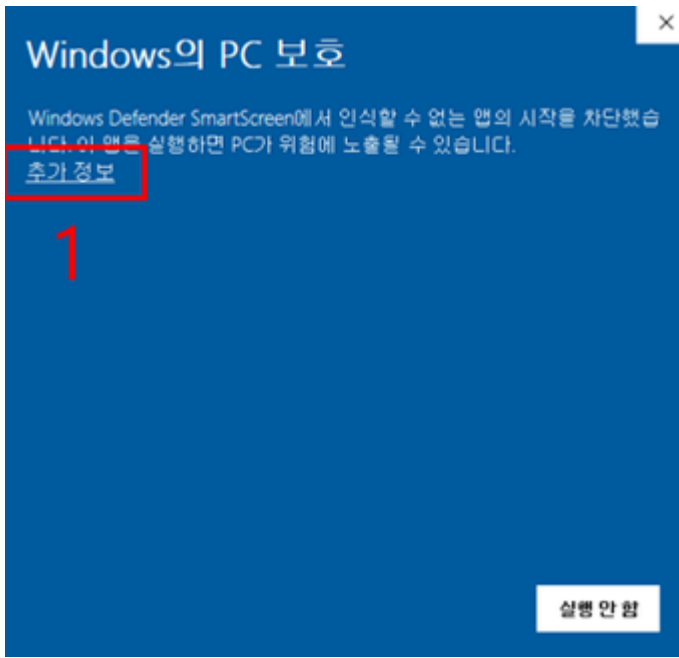 Windows의 PC 보호
Windows Defender SmartScreen에서 인식할 수 없는 앱의 시작을 차단했습
니다. 이 앱을 실행하면 PC가 위험에 노출될 수 있습니다.
추가 정보
1
실행 안 함